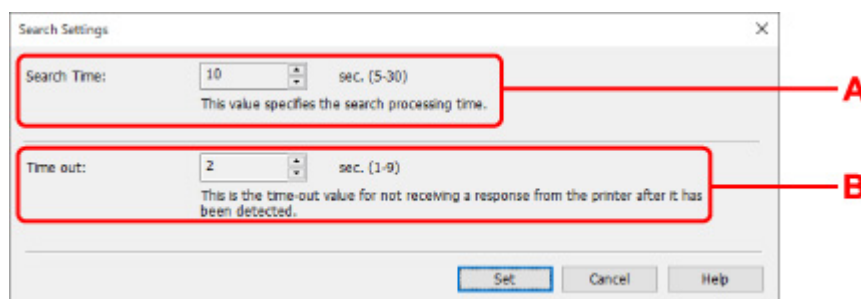 Search Settings
Search Time: 10 sec. (5-30)
This value specifies the search processing time.
A
Time out: 2 sec. (1-9)
This is the time-out value for not receiving a response from the printer after it has
been detected.
B
Set Cancel Help